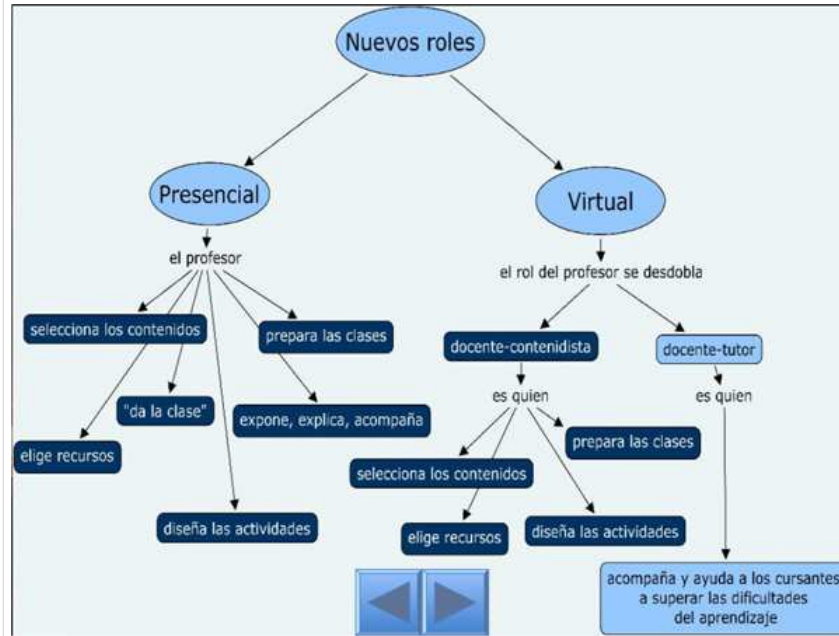 Nuevos roles
Presencial
Virtual
el profesor
el rol del profesor se desdobla
selecciona los contenidos
prepara las clases
"da la clase"
expone, explica, acompaña
elige recursos
diseña las actividades
docente-contenidista
docente-tutor
es quien
es quien
prepara las clases
selecciona los contenidos
elige recursos
diseña las actividades
acompaña y ayuda a los cursantes
a superar las dificultades
del aprendizaje